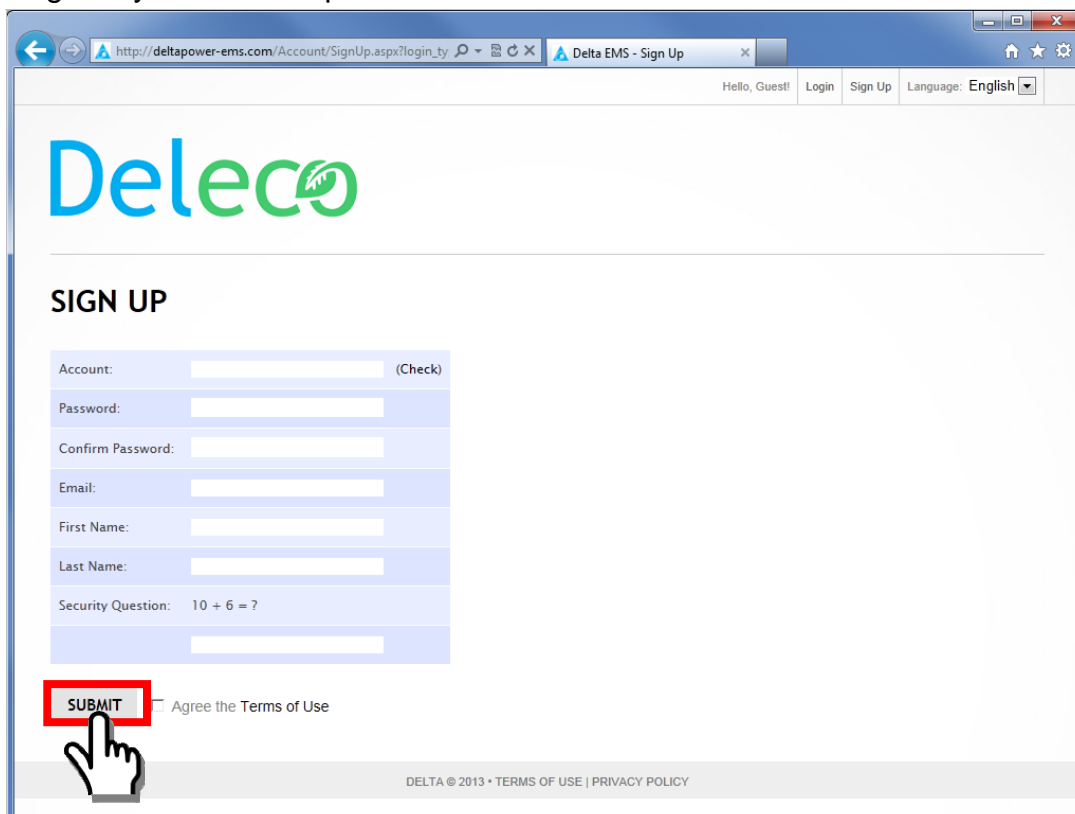 http://deltapower-ems.com/Account/SignUp.aspx?login_ty
Delta EMS - Sign Up
Hello, Guest! Login Sign Up Language: English
Deleco
SIGN UP
Account: (Check)
Password:
Confirm Password:
Email:
First Name:
Last Name:
Security Question: 10 + 6 = ?
SUBMIT Agree the Terms of Use
DELTA © 2013 • TERMS OF USE | PRIVACY POLICY